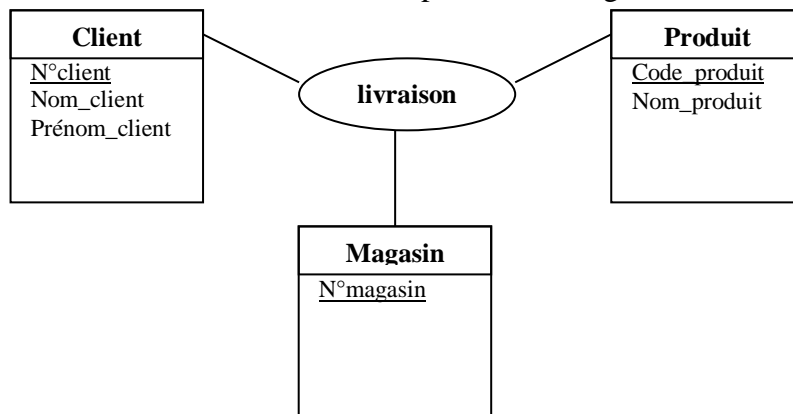 Client
N°client
Nom_client
Prénom_client
livraison
Produit
Code_produit
Nom_produit
Magasin
N°magasin